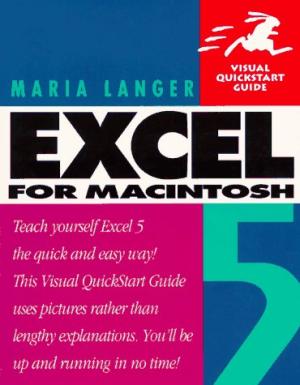 VISUAL
QUICKSTART
GUIDE
MARIA LANGER
EXCEL
FOR MACINTOSH
5
Teach yourself Excel 5
the quick and easy way!
This Visual QuickStart Guide
uses pictures rather than
lengthy explanations. You'll be
up and running in no time!